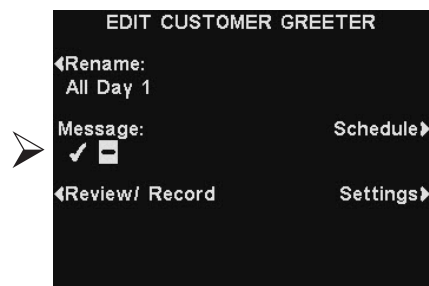 EDIT CUSTOMER GREETER
Rename:
All Day 1
Message: Schedule
✓ -
Review/ Record Settings